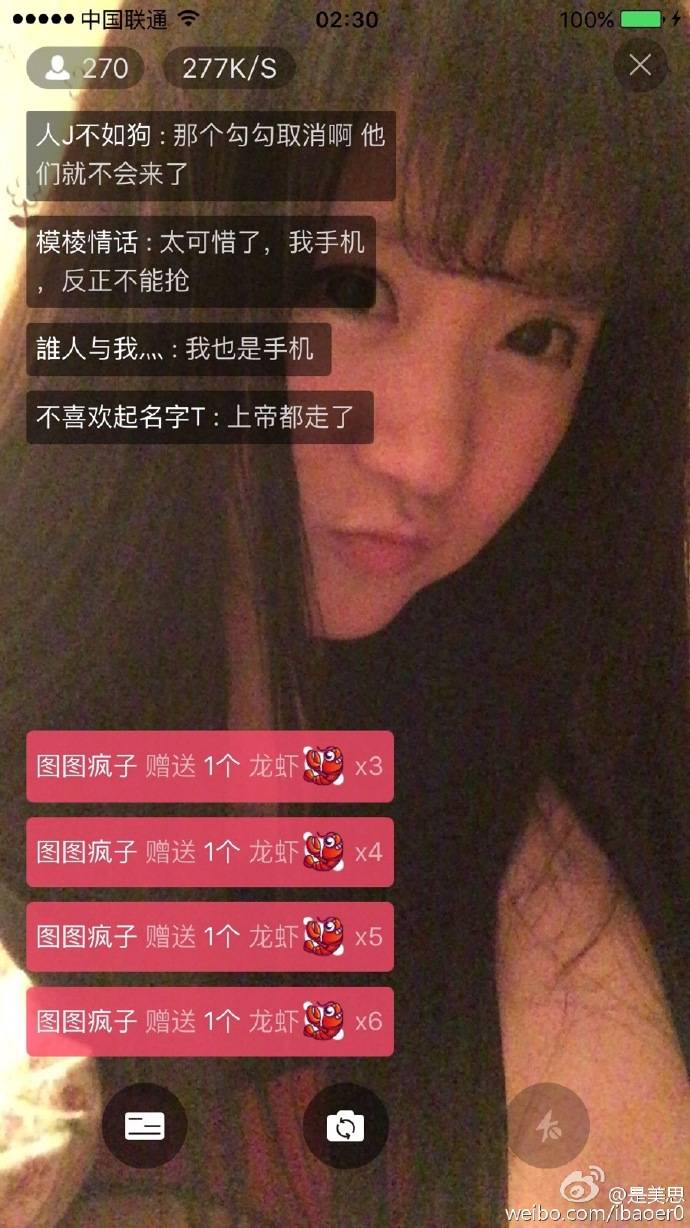 中国联通
02:30
100%
270
277K/S
人J不如狗：那个勾勾取消啊 他
们就不会来了
模棱情话：太可惜了，我手机
，反正不能抢
誰人与我灬：我也是手机
不喜欢起名字T：上帝都走了
图图疯子 赠送 1个 龙虾 x3
图图疯子 赠送 1个 龙虾 x4
图图疯子 赠送 1个 龙虾 x5
图图疯子 赠送 1个 龙虾 x6
@是美思
weibo.com/ibaoer0